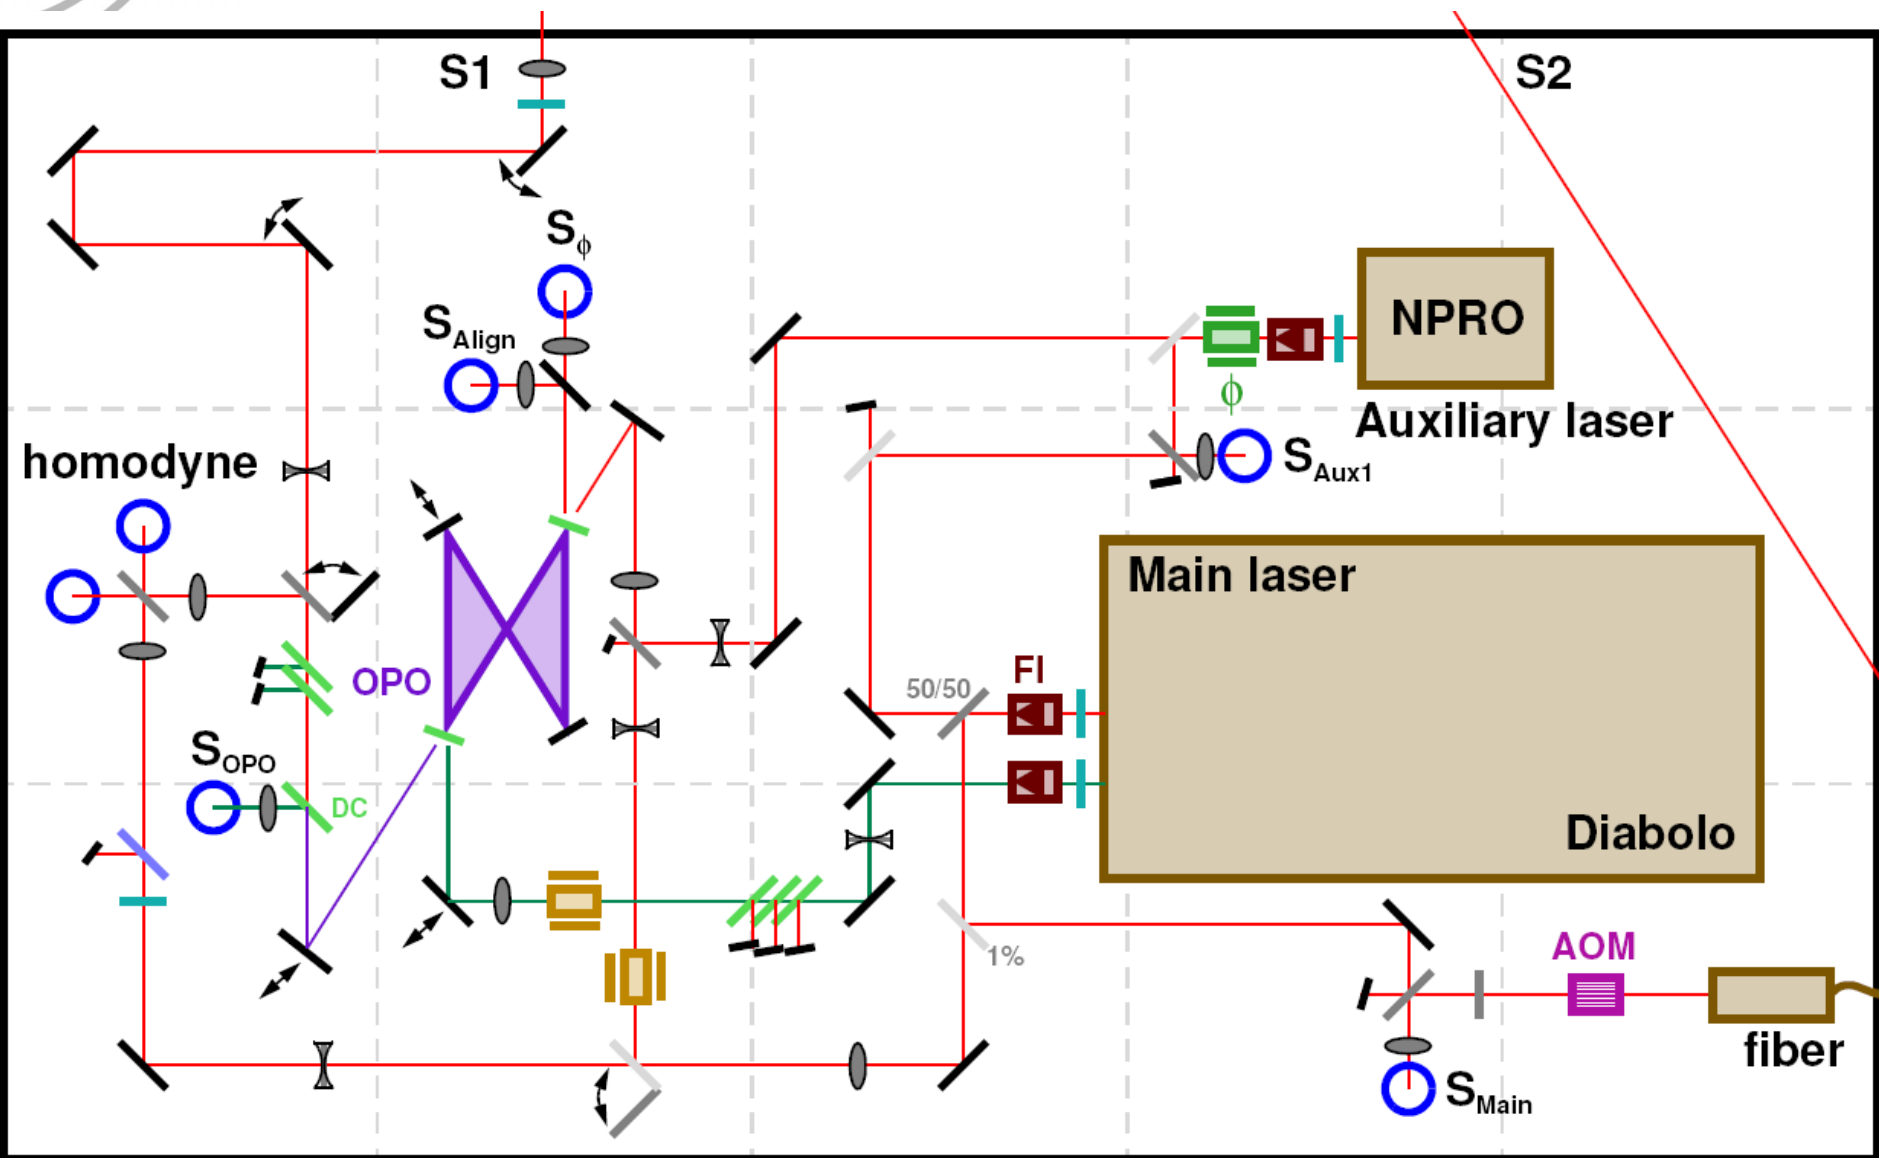 S1
S2
Sϕ
SAlign
NPRO
ϕ
Auxiliary laser
homodyne
SAux1
Main laser
FI
OPO
50/50
SOPO
DC
Diabolo
AOM
1%
fiber
SMain